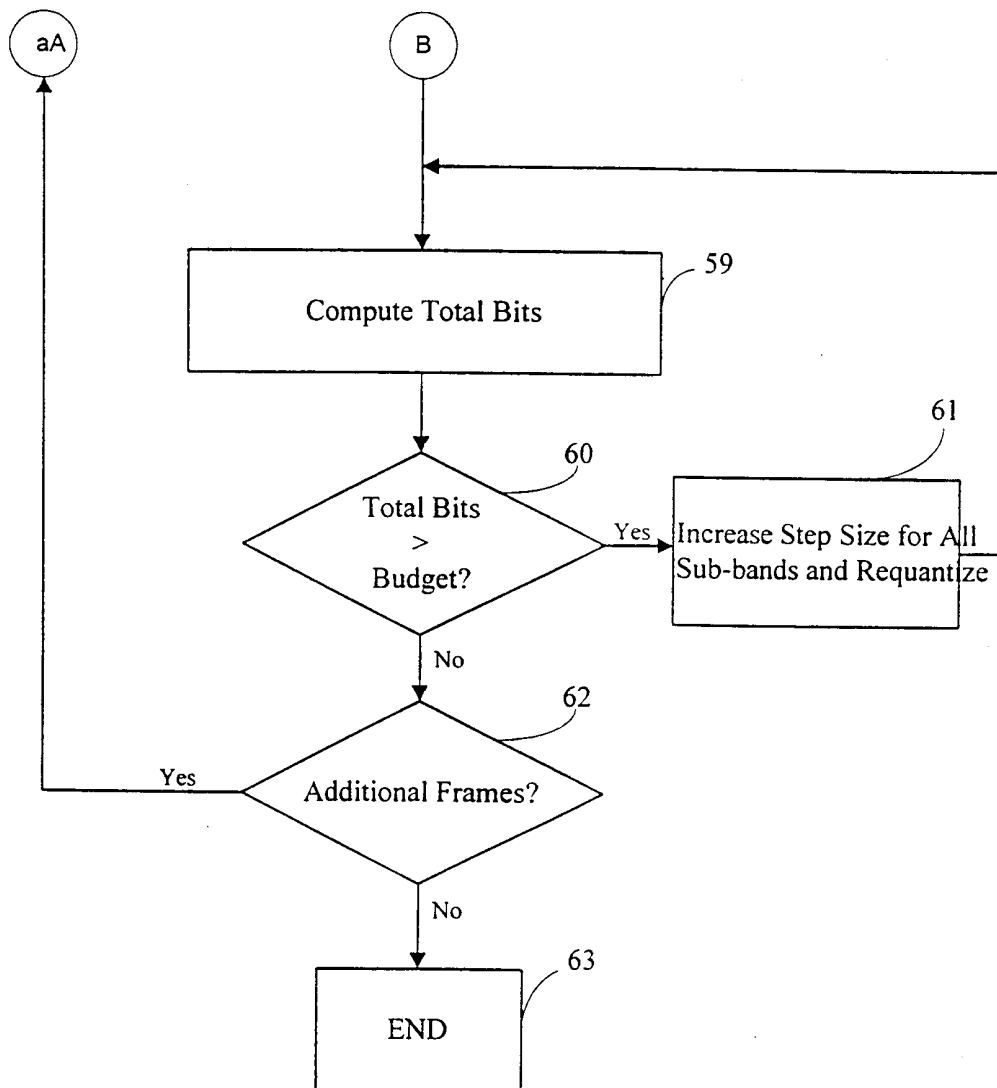 aA
B
59
Compute Total Bits
60
61
Total Bits
>
Budget?
Yes
Increase Step Size for All
Sub-bands and Requantize
No
62
Yes
Additional Frames?
No
63
END